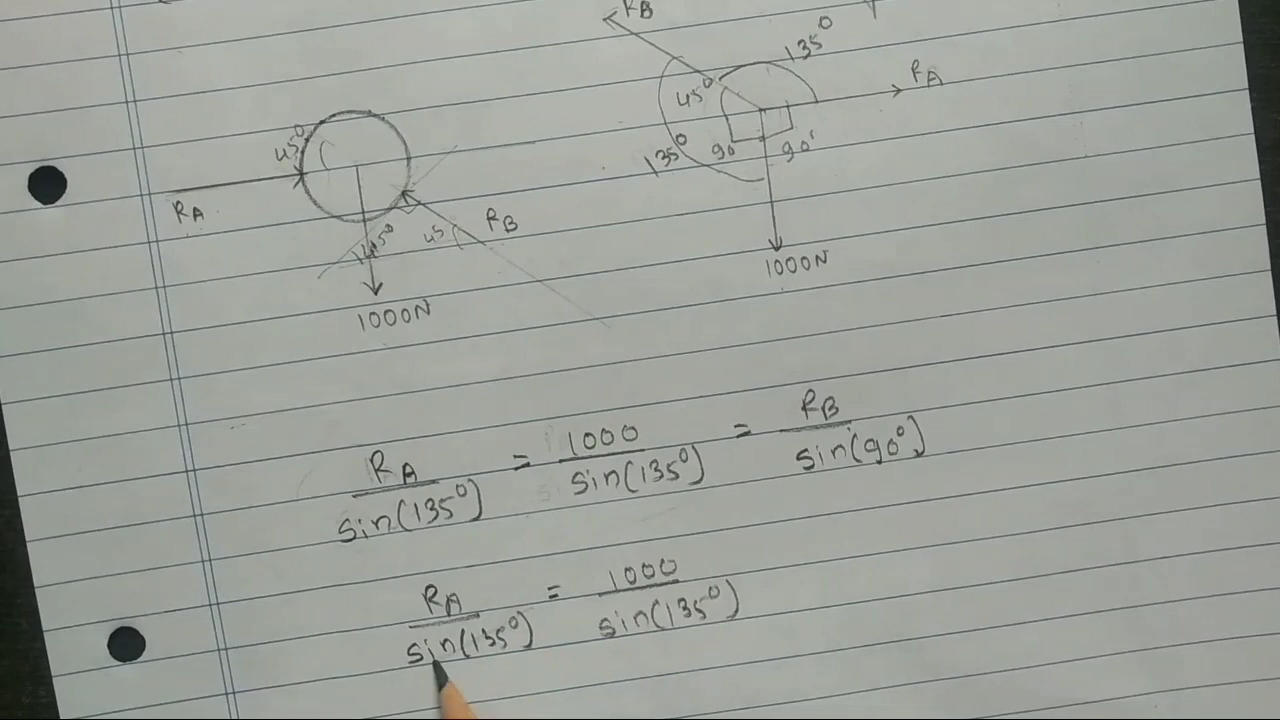 RB
135°
45°
RA
135°
90
90°
1000N
45°
RA
45°
45
RB
1000N
RA/sin(135°) = 1000/sin(135°) = RB/sin(90°)
RA/sin(135°) = 1000/sin(135°)